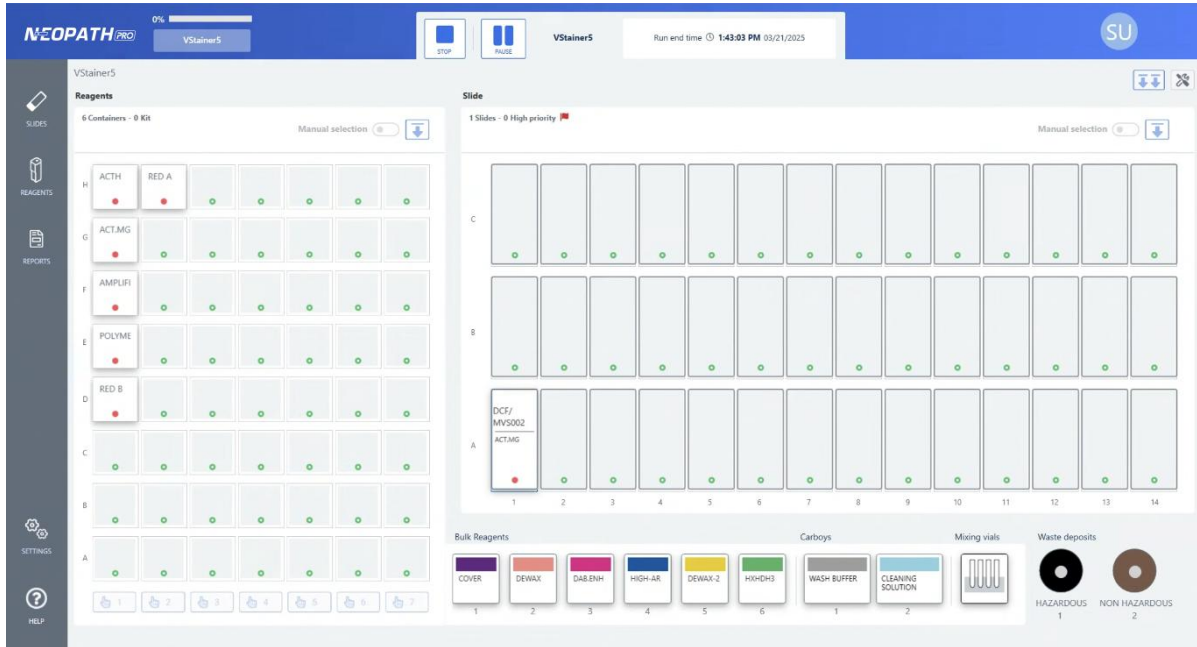 NEOPATH PRO
0%
VStainer5
STOP
PAUSE
VStainer5
Run end time 1:43:03 PM 03/21/2025
SU
SLIDES
REAGENTS
REPORTS
SETTINGS
HELP
VStainer5
Reagents
6 Containers - 0 Kit
Manual selection
H
ACTH
RED A
G
ACT.MG
F
AMPLIFI
E
POLYME
D
RED B
C
B
A
1 2 3 4 5 6 7
Slide
1 Slides - 0 High priority
Manual selection
C
B
A
DCF/
MVS002
ACT.MG
1 2 3 4 5 6 7 8 9 10 11 12 13 14
Bulk Reagents
COVER
DEWAX
DAB.ENH
HIGH-AR
DEWAX-2
HXHDH3
1 2 3 4 5 6
Carboys
WASH BUFFER
CLEANING
SOLUTION
1 2
Mixing vials
Waste deposits
HAZARDOUS
1
NON HAZARDOUS
2